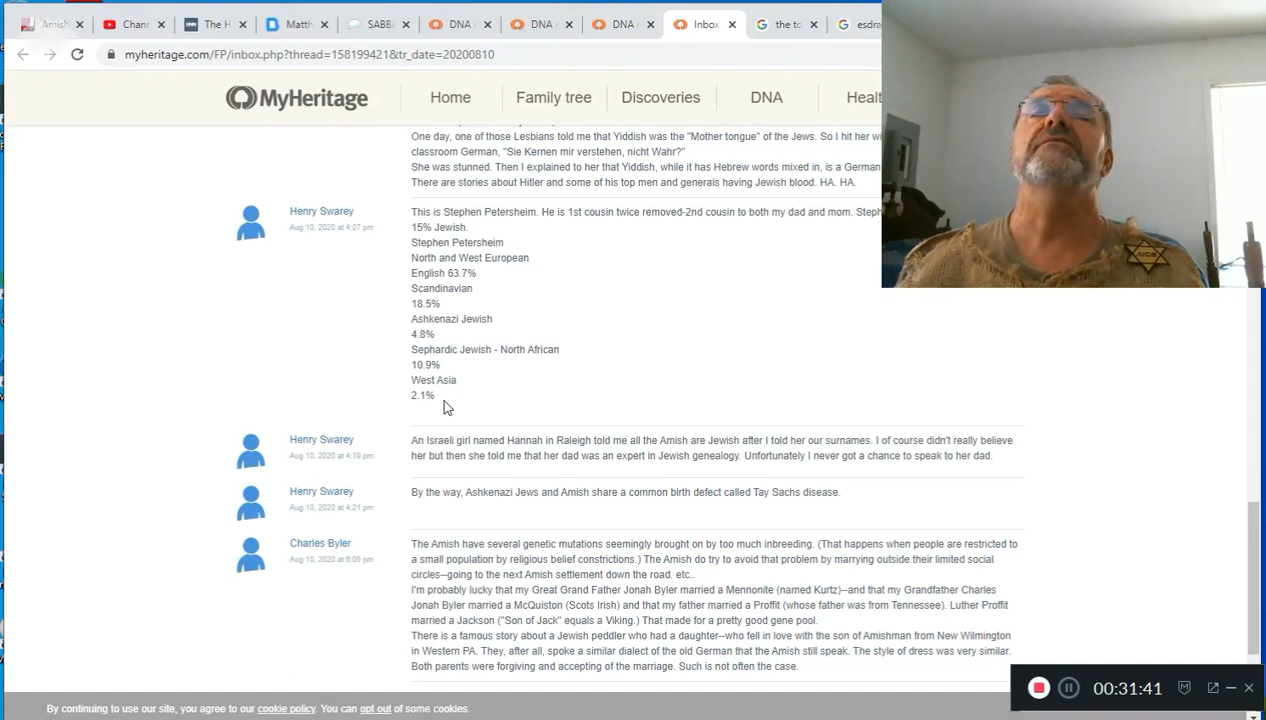 Amish
Chann
The H
Matth
SABB
DNA
DNA
DNA
Inbox
the to
esdra
myheritage.com/FP/inbox.php?thread=158199421&tr_date=20200810
MyHeritage
Home
Family tree
Discoveries
DNA
Healt
One day, one of those Lesbians told me that Yiddish was the "Mother tongue" of the Jews. So I hit her wi
classroom German, "Sie Kernen mir verstehen, nicht Wahr?"
She was stunned. Then I explained to her that Yiddish, while it has Hebrew words mixed in, is a German
There are stories about Hitler and some of his top men and generals having Jewish blood. HA. HA.
Henry Swarey
Aug 10, 2020 at 4:07 pm
This is Stephen Petersheim. He is 1st cousin twice removed-2nd cousin to both my dad and mom. Steph
15% Jewish.
Stephen Petersheim
North and West European
English 63.7%
Scandinavian
18.5%
Ashkenazi Jewish
4.8%
Sephardic Jewish - North African
10.9%
West Asia
2.1%
Henry Swarey
Aug 10, 2020 at 4:19 pm
An Israeli girl named Hannah in Raleigh told me all the Amish are Jewish after I told her our surnames. I of course didn't really believe
her but then she told me that her dad was an expert in Jewish genealogy. Unfortunately I never got a chance to speak to her dad.
Henry Swarey
Aug 10, 2020 at 4:21 pm
By the way, Ashkenazi Jews and Amish share a common birth defect called Tay Sachs disease.
Charles Byler
Aug 10, 2020 at 6:05 pm
The Amish have several genetic mutations seemingly brought on by too much inbreeding. (That happens when people are restricted to
a small population by religious belief constrictions.) The Amish do try to avoid that problem by marrying outside their limited social
circles--going to the next Amish settlement down the road. etc..
I'm probably lucky that my Great Grand Father Jonah Byler married a Mennonite (named Kurtz)--and that my Grandfather Charles
Jonah Byler married a McQuiston (Scots Irish) and that my father married a Proffit (whose father was from Tennessee). Luther Proffit
married a Jackson ("Son of Jack" equals a Viking.) That made for a pretty good gene pool.
There is a famous story about a Jewish peddler who had a daughter--who fell in love with the son of Amishman from New Wilmington
in Western PA. They, after all, spoke a similar dialect of the old German that the Amish still speak. The style of dress was very similar.
Both parents were forgiving and accepting of the marriage. Such is not often the case.
By continuing to use our site, you agree to our cookie policy. You can opt out of some cookies.
00:31:41